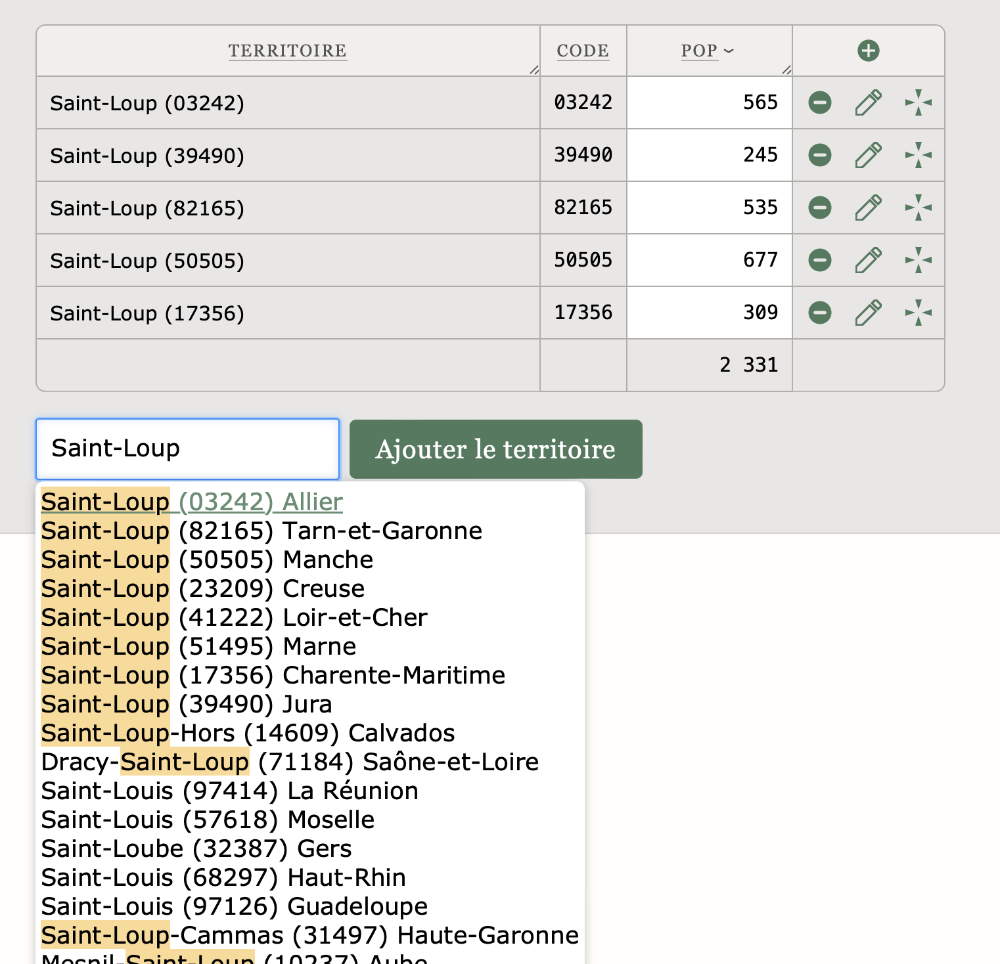 TERRITOIRE CODE POP
Saint-Loup (03242) 03242 565
Saint-Loup (39490) 39490 245
Saint-Loup (82165) 82165 535
Saint-Loup (50505) 50505 677
Saint-Loup (17356) 17356 309
2 331
Saint-Loup Ajouter le territoire
Saint-Loup (03242) Allier
Saint-Loup (82165) Tarn-et-Garonne
Saint-Loup (50505) Manche
Saint-Loup (23209) Creuse
Saint-Loup (41222) Loir-et-Cher
Saint-Loup (51495) Marne
Saint-Loup (17356) Charente-Maritime
Saint-Loup (39490) Jura
Saint-Loup-Hors (14609) Calvados
Dracy-Saint-Loup (71184) Saône-et-Loire
Saint-Louis (97414) La Réunion
Saint-Louis (57618) Moselle
Saint-Loube (32387) Gers
Saint-Louis (68297) Haut-Rhin
Saint-Louis (97126) Guadeloupe
Saint-Loup-Cammas (31497) Haute-Garonne
Mesnil-Saint-Loup (10237) Aube